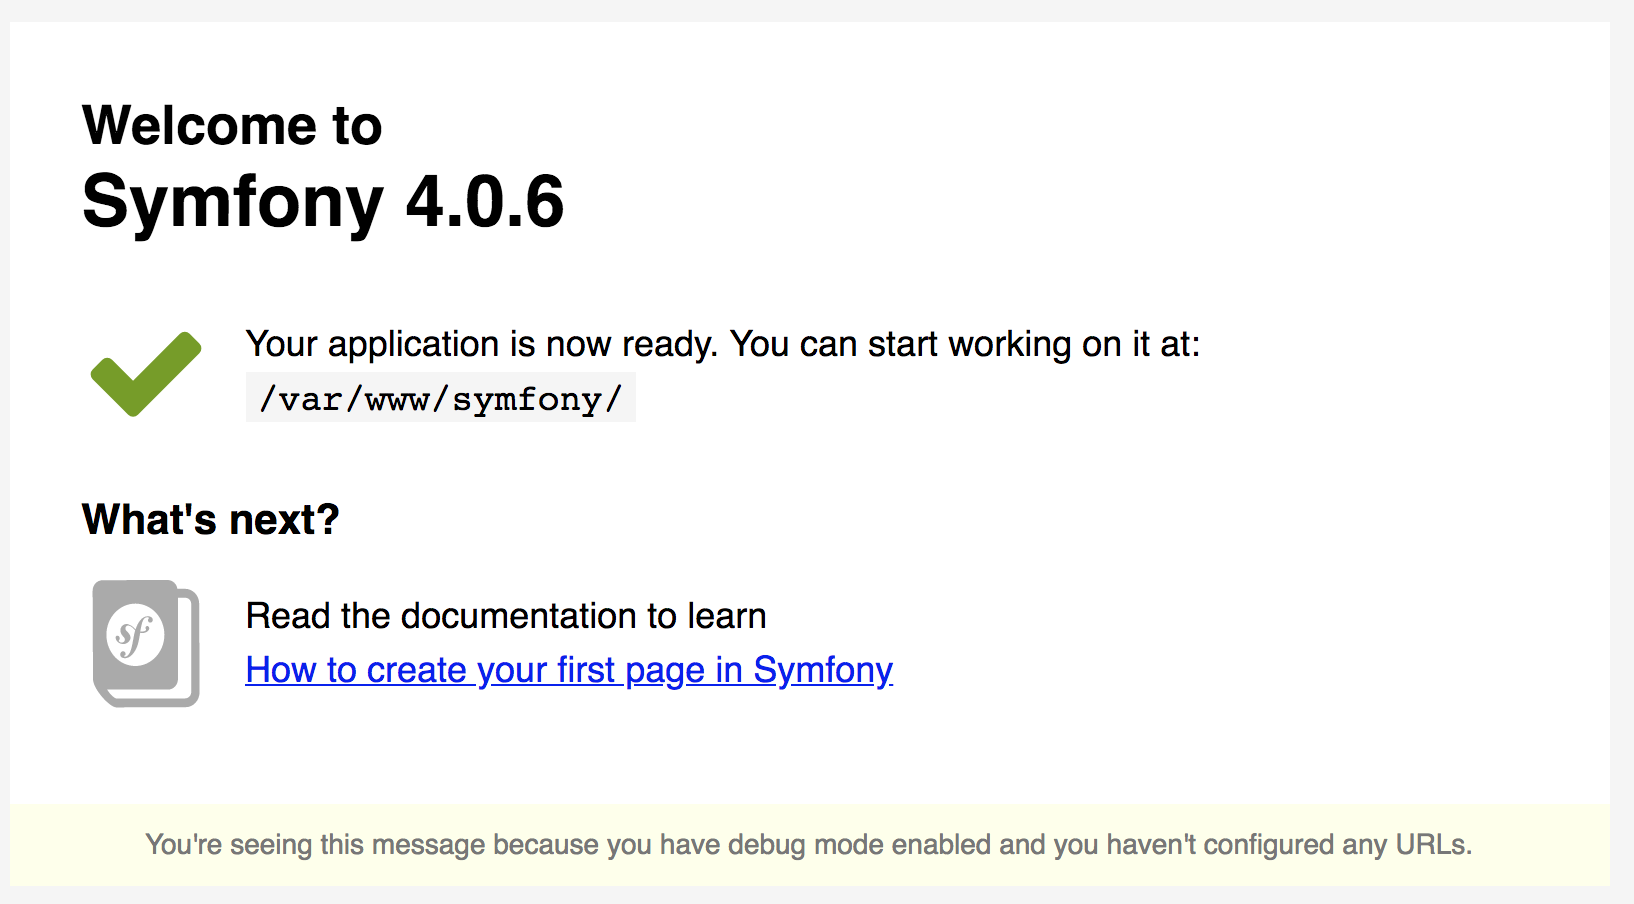 Welcome to
Symfony 4.0.6
Your application is now ready. You can start working on it at:
/var/www/symfony/
What's next?
sf
Read the documentation to learn
How to create your first page in Symfony
You're seeing this message because you have debug mode enabled and you haven't configured any URLs.